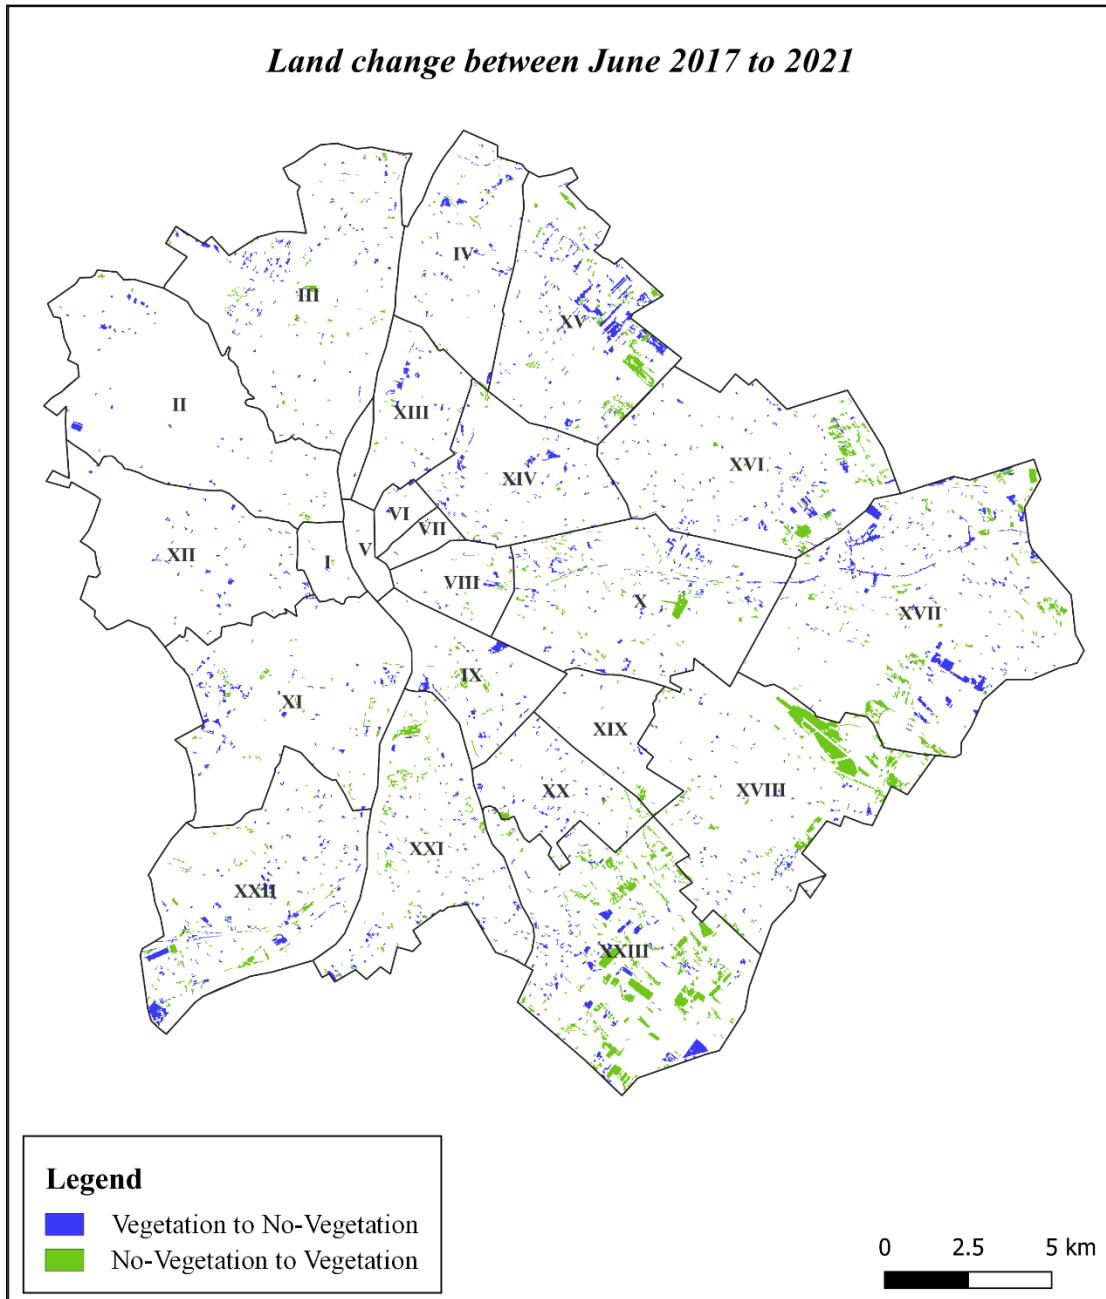 Land change between June 2017 to 2021
IV
III
XV
II
XIII
XVI
XIV
VI
VII
V
XII
I
VIII
X
XVII
IX
XI
XIX
XX
XVIII
XXI
XXII
XXIII
Legend
Vegetation to No-Vegetation
No-Vegetation to Vegetation
0 2.5 5 km